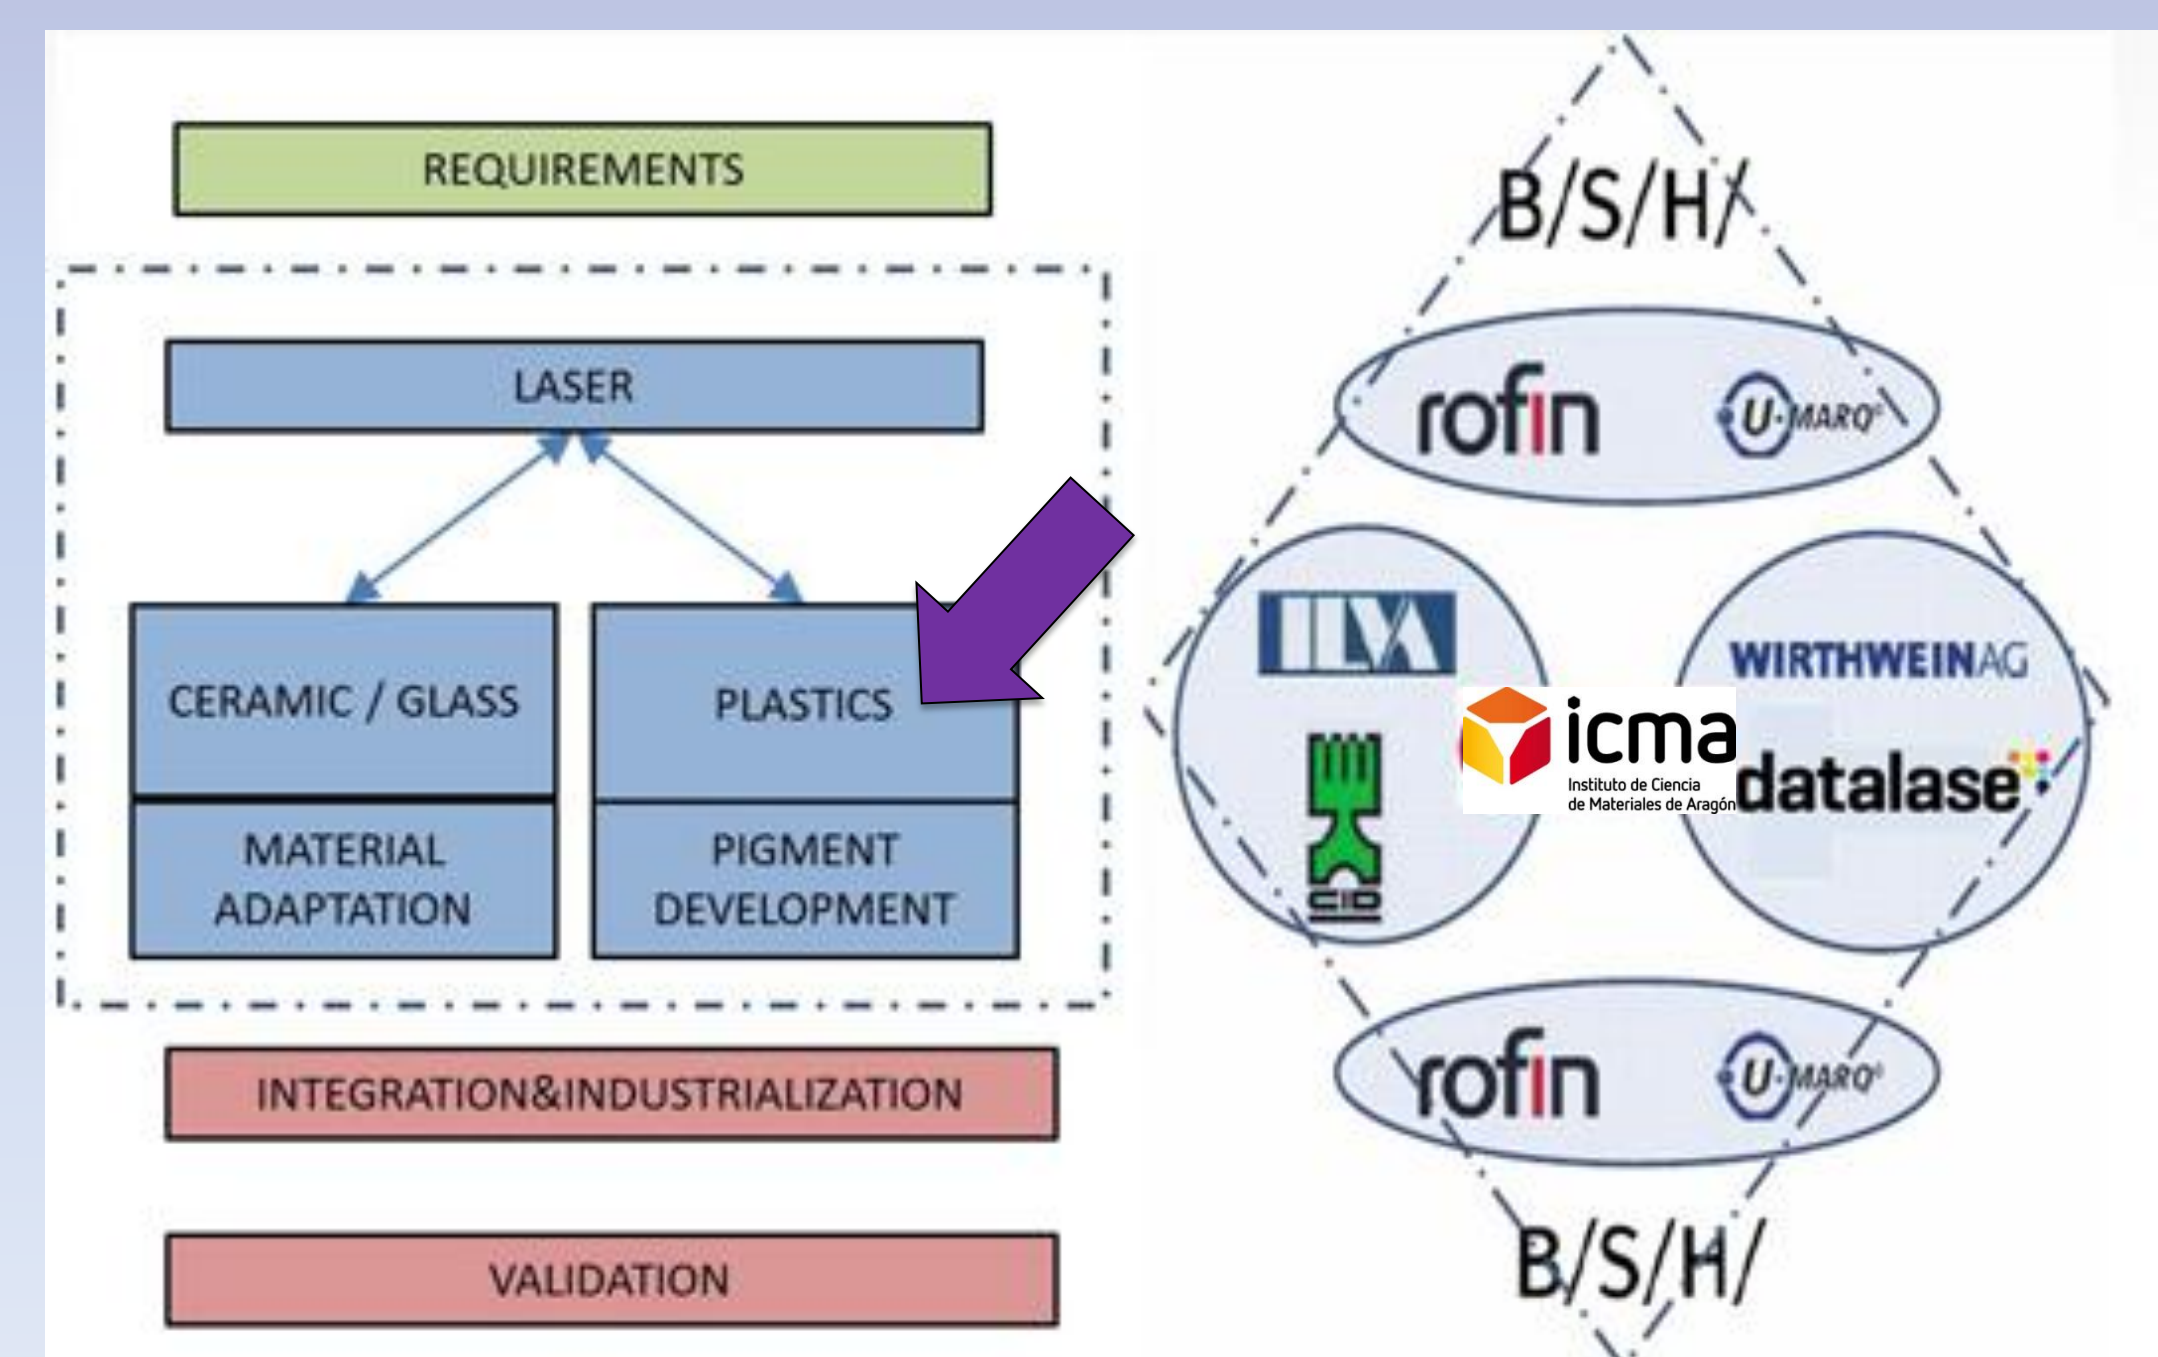 REQUIREMENTS
LASER
CERAMIC / GLASS
PLASTICS
MATERIAL
ADAPTATION
PIGMENT
DEVELOPMENT
INTEGRATION&INDUSTRIALIZATION
VALIDATION
B/S/H/
rofin
U·MARQ®
ILVA
CID
icma
Instituto de Ciencia
de Materiales de Aragón
WIRTHWEINAG
datalase
rofin
U·MARQ®
B/S/H/